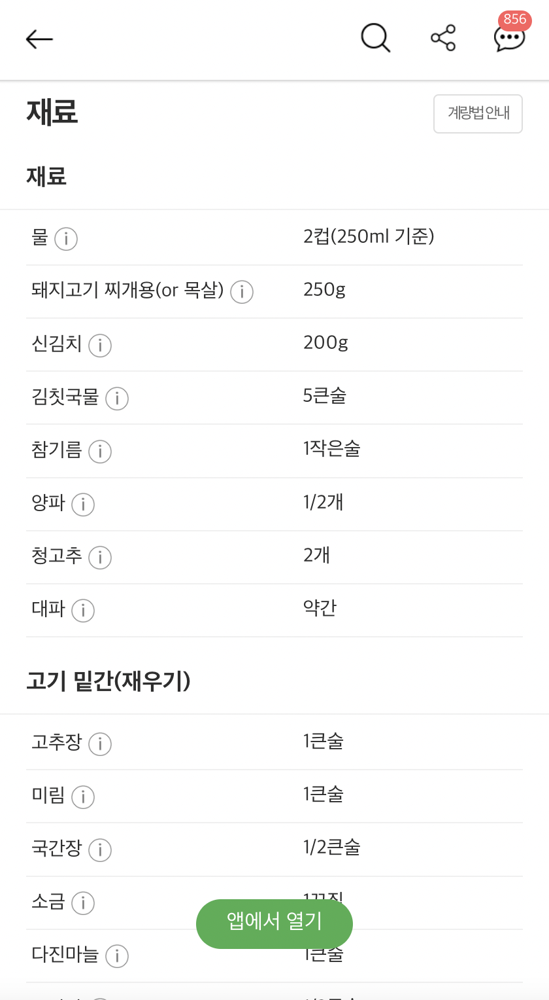 856
재료
계량법 안내
재료
물 2컵(250ml 기준)
돼지고기 찌개용(or 목살) 250g
신김치 200g
김칫국물 5큰술
참기름 1작은술
양파 1/2개
청고추 2개
대파 약간
고기 밑간(재우기)
고추장 1큰술
미림 1큰술
국간장 1/2큰술
소금
앱에서 열기
다진마늘 1큰술